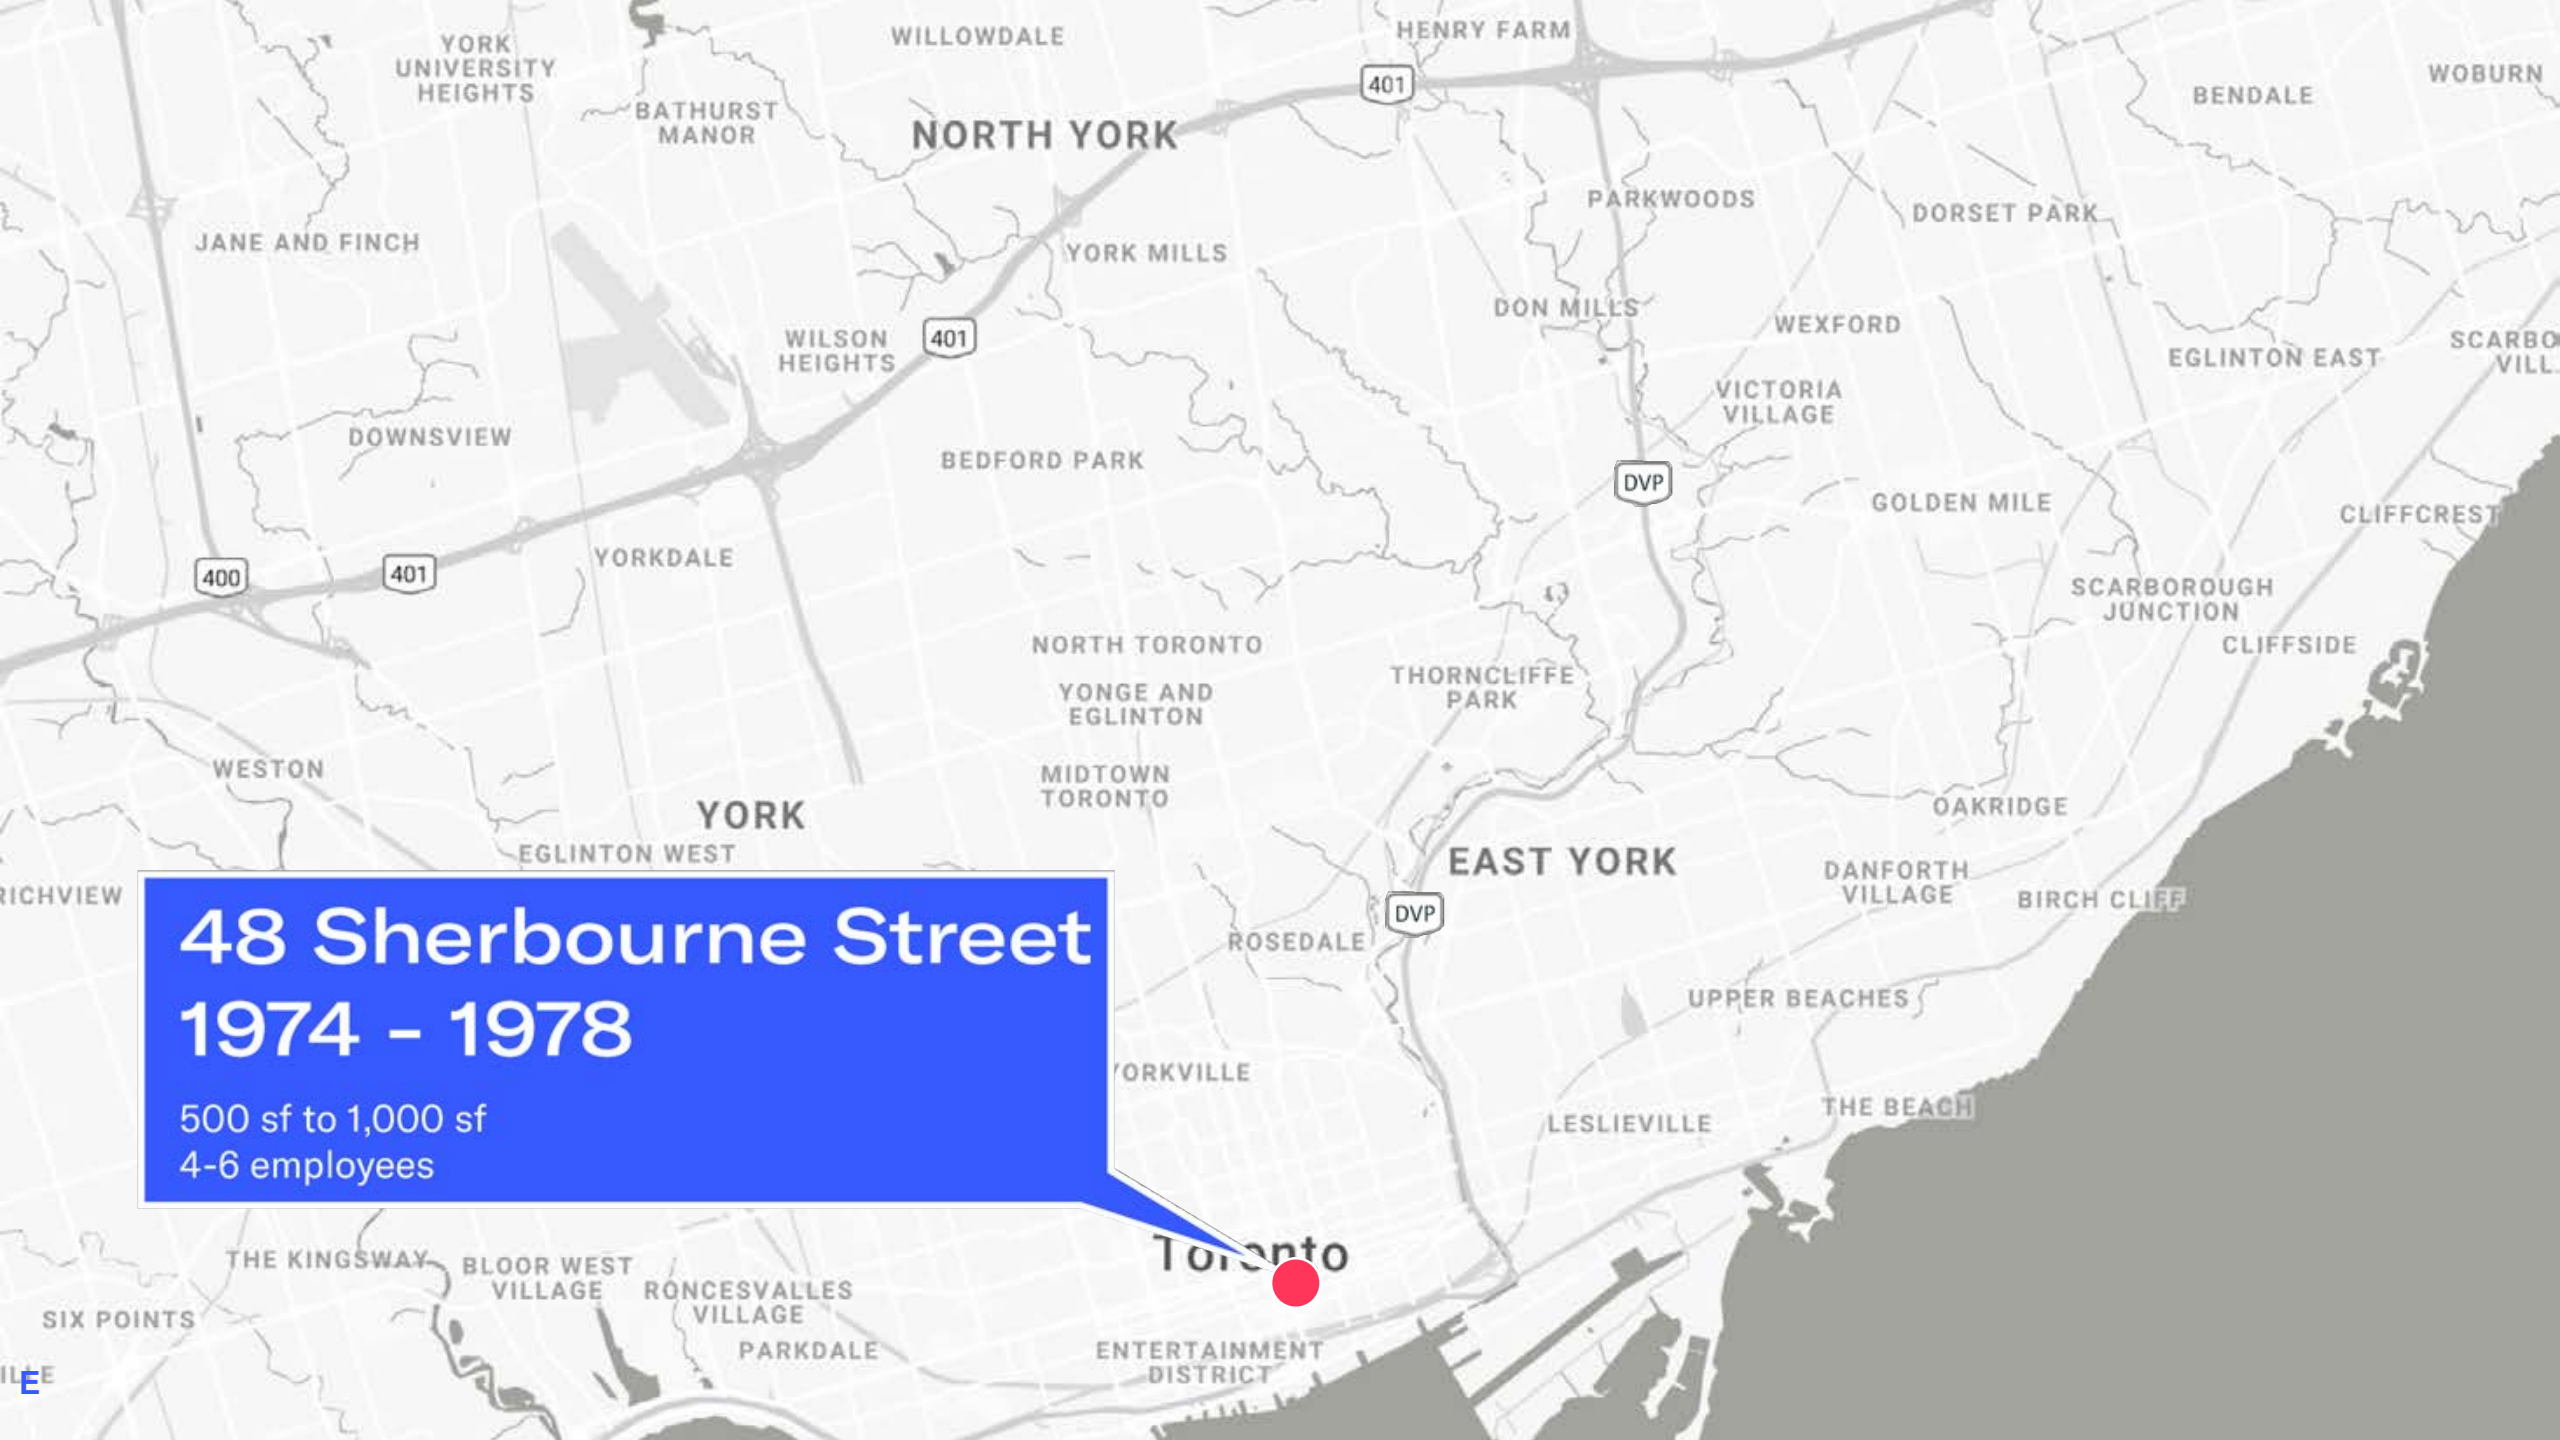 WILLOWDALE
HENRY FARM
YORK
UNIVERSITY
HEIGHTS
401
WOBURN
BENDALE
BATHURST
MANOR
NORTH YORK
PARKWOODS
DORSET PARK
JANE AND FINCH
YORK MILLS
DON MILLS
WEXFORD
WILSON
HEIGHTS
401
SCARBO
VILL.
EGLINTON EAST
VICTORIA
VILLAGE
DOWNSVIEW
BEDFORD PARK
DVP
GOLDEN MILE
CLIFFCREST
YORKDALE
400
401
SCARBOROUGH
JUNCTION
CLIFFSIDE
NORTH TORONTO
THORNCLIFFE
PARK
YONGE AND
EGLINTON
WESTON
MIDTOWN
TORONTO
YORK
OAKRIDGE
EGLINTON WEST
EAST YORK
DANFORTH
VILLAGE
BIRCH CLIFF
RICHVIEW
DVP
ROSEDALE
48 Sherbourne Street
1974 - 1978
500 sf to 1,000 sf
4-6 employees
UPPER BEACHES
YORKVILLE
THE BEACH
LESLIEVILLE
Toronto
THE KINGSWAY
BLOOR WEST
VILLAGE
RONCESVALLES
VILLAGE
SIX POINTS
PARKDALE
ENTERTAINMENT
DISTRICT
E